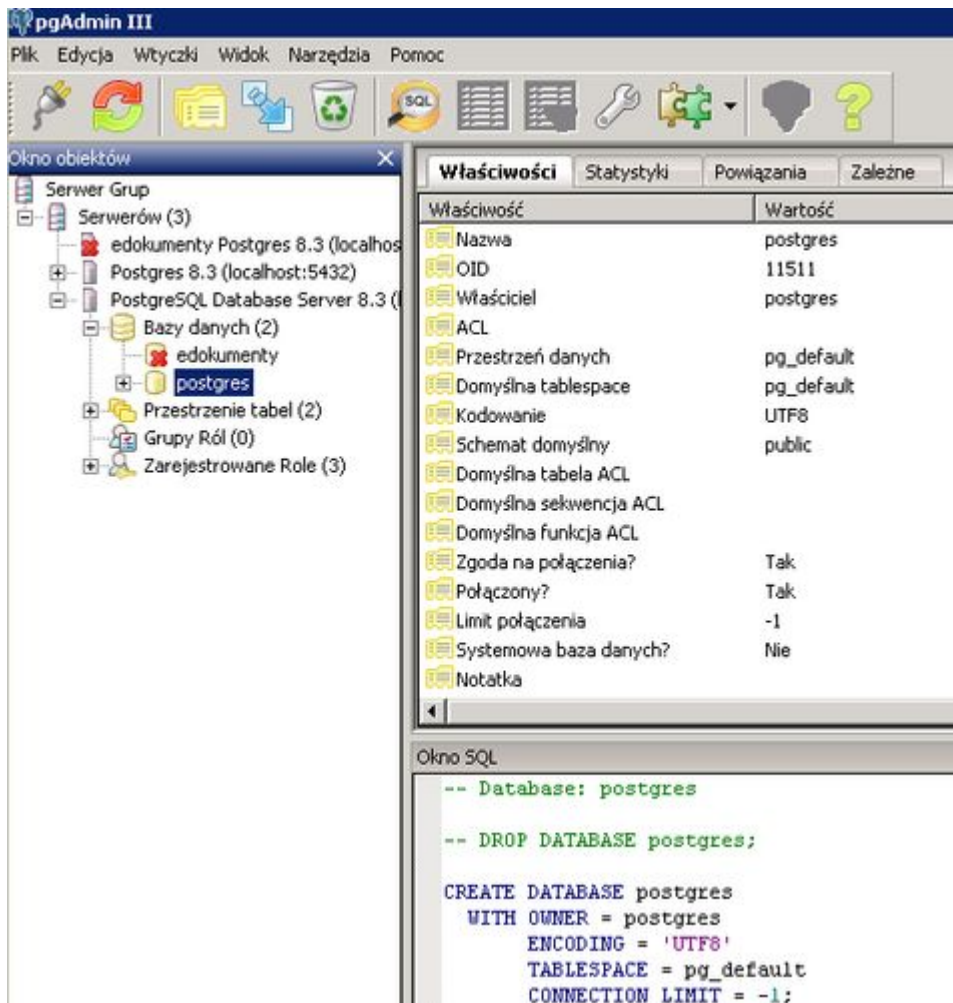 pgAdmin III
Plik Edycja Wtyczki Widok Narzędzia Pomoc
SQL
Okno obiektów
Serwer Grup
Serwerów (3)
edokumenty Postgres 8.3 (localhos
Postgres 8.3 (localhost:5432)
PostgreSQL Database Server 8.3 (l
Bazy danych (2)
edokumenty
postgres
Przestrzenie tabel (2)
Grupy Ról (0)
Zarejestrowane Role (3)
Właściwości Statystyki Powiązania Zależne
Właściwość Wartość
Nazwa postgres
OID 11511
Właściciel postgres
ACL
Przestrzeń danych pg_default
Domyślna tablespace pg_default
Kodowanie UTF8
Schemat domyślny public
Domyślna tabela ACL
Domyślna sekwencja ACL
Domyślna funkcja ACL
Zgoda na połączenia? Tak
Połączony? Tak
Limit połączenia -1
Systemowa baza danych? Nie
Notatka
Okno SQL
-- Database: postgres
-- DROP DATABASE postgres;
CREATE DATABASE postgres
WITH OWNER = postgres
ENCODING = 'UTF8'
TABLESPACE = pg_default
CONNECTION LIMIT = -1;